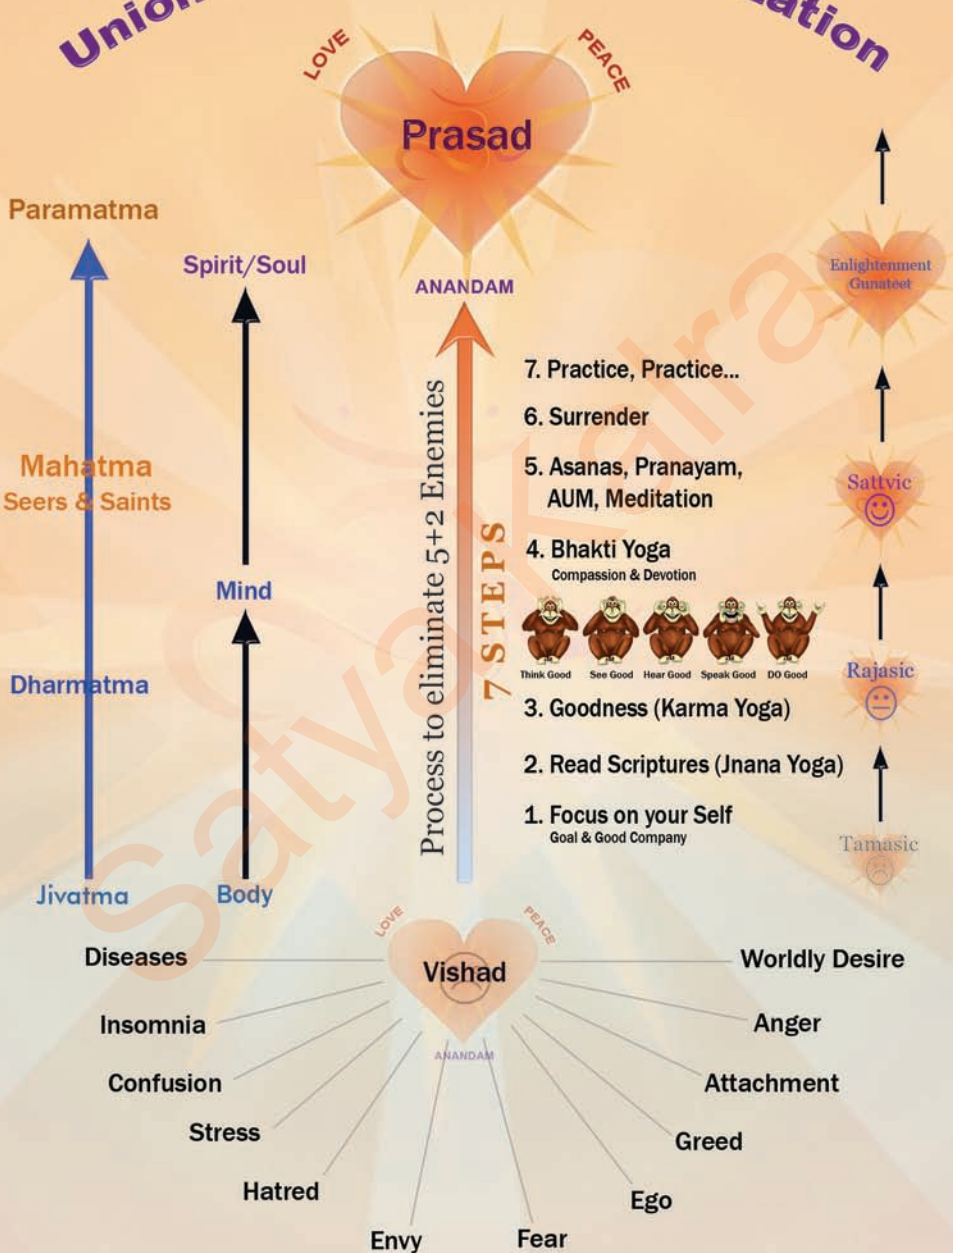 Union
LOVE
PEACE
Prasad
ANANDAM
Paramatma
Mahatma
Seers & Saints
Dharmatma
Jivatma
Spirit/Soul
Mind
Body
Process to eliminate 5+2 Enemies
7 STEPS
7. Practice, Practice...
6. Surrender
5. Asanas, Pranayam,
AUM, Meditation
4. Bhakti Yoga
Compassion & Devotion
Think Good See Good Hear Good Speak Good DO Good
3. Goodness (Karma Yoga)
2. Read Scriptures (Jnana Yoga)
1. Focus on your Self
Goal & Good Company
Enlightenment
Gunateet
Sattvic
Rajasic
Tamasic
LOVE
PEACE
Vishad
ANANDAM
Diseases
Insomnia
Confusion
Stress
Hatred
Envy
Fear
Ego
Greed
Attachment
Anger
Worldly Desire
Satya Kalra